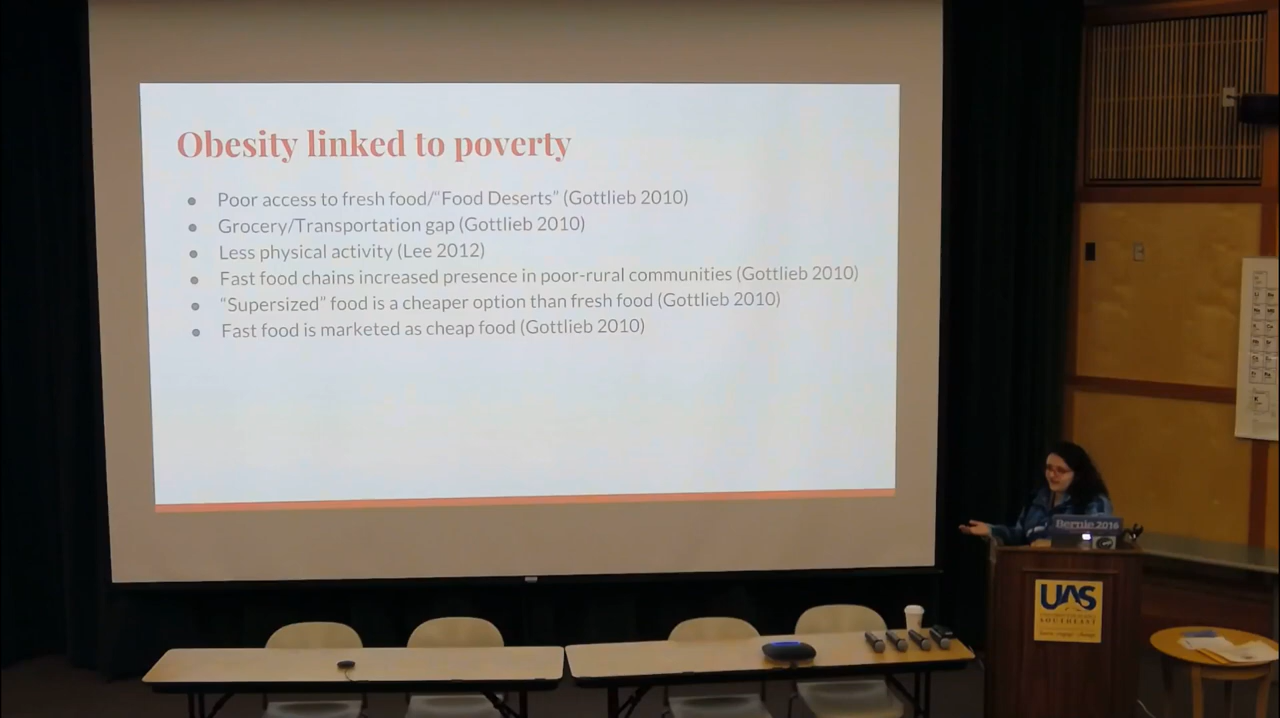 Obesity linked to poverty
● Poor access to fresh food/“Food Deserts” (Gottlieb 2010)
● Grocery/Transportation gap (Gottlieb 2010)
● Less physical activity (Lee 2012)
● Fast food chains increased presence in poor-rural communities (Gottlieb 2010)
● “Supersized” food is a cheaper option than fresh food (Gottlieb 2010)
● Fast food is marketed as cheap food (Gottlieb 2010)
Bernie 2016
UAS
SOUTHEAST